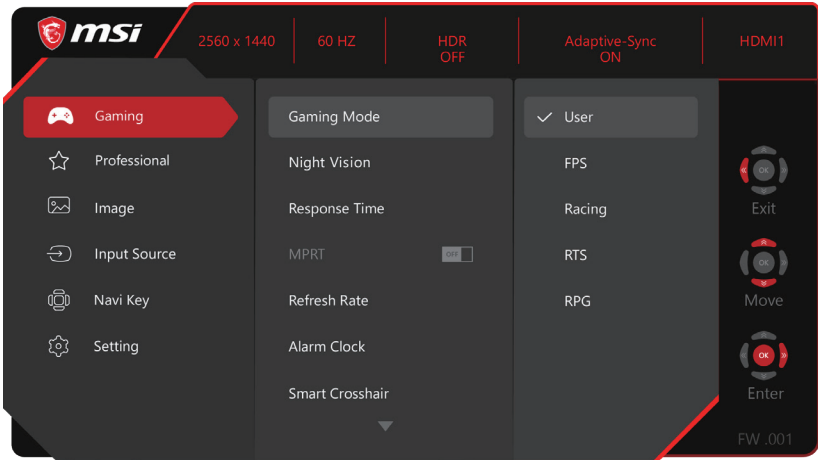 msi
2560 x 1440
60 HZ
HDR
OFF
Adaptive-Sync
ON
HDMI1
Gaming
Professional
Image
Input Source
Navi Key
Setting
Gaming Mode
Night Vision
Response Time
MPRT OFF
Refresh Rate
Alarm Clock
Smart Crosshair
User
FPS
Racing
RTS
RPG
OK
Exit
OK
Move
OK
Enter
FW .001